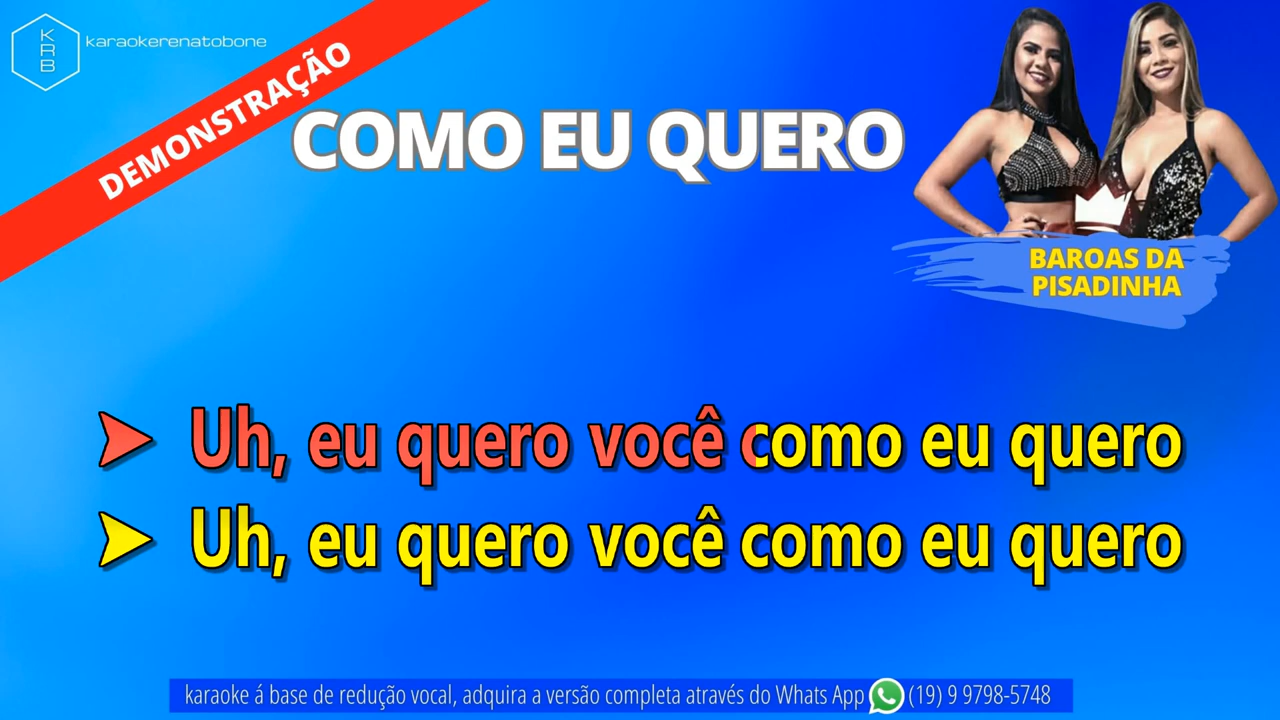 KRB
karaokerenatobone
DEMONSTRAÇÃO
COMO EU QUERO
BAROAS DA
PISADINHA
Uh, eu quero você como eu quero
Uh, eu quero você como eu quero
karaoke á base de redução vocal, adquira a versão completa através do Whats App (19) 9 9798-5748